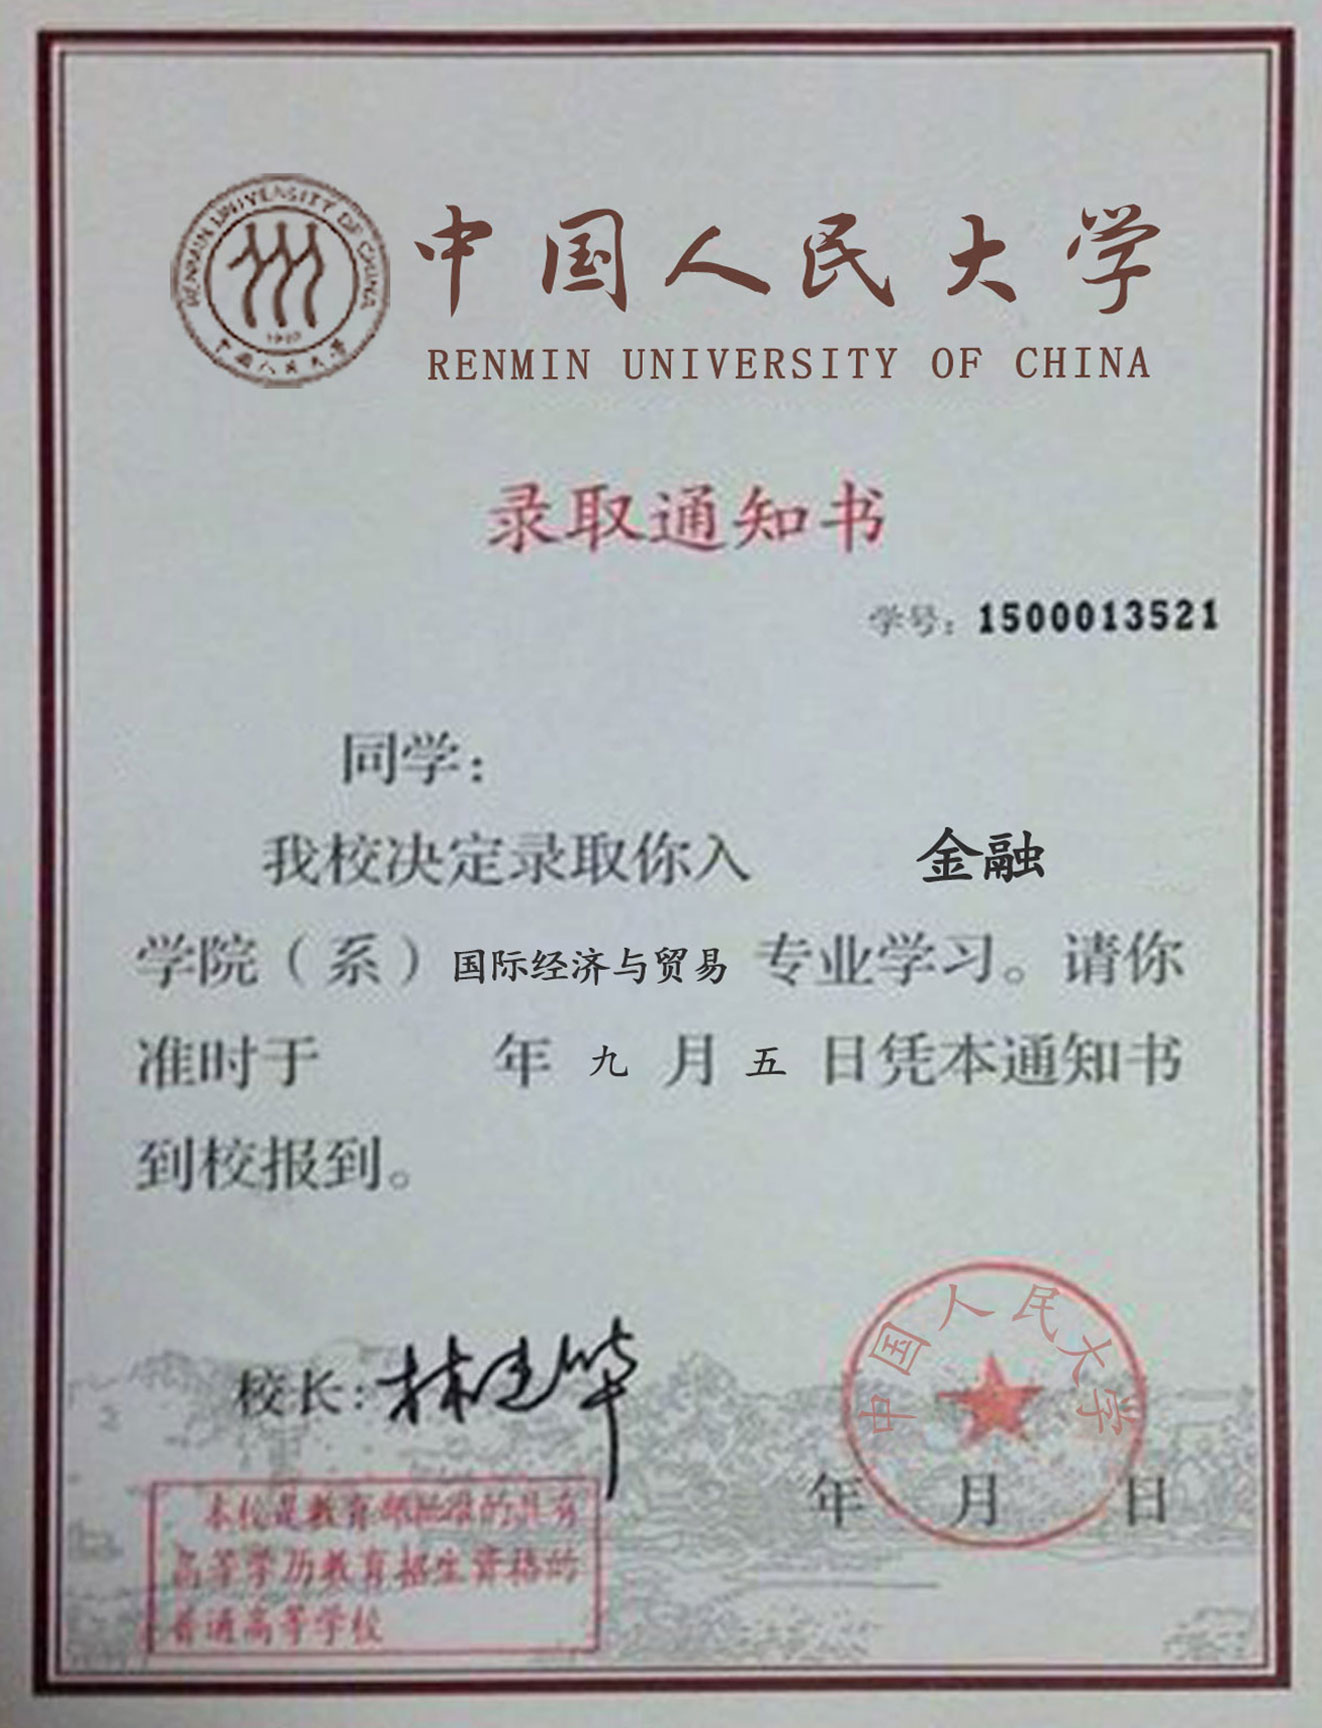 RENMIN UNIVERSITY OF CHINA
1937
中国人民大学
中国人民大学
RENMIN UNIVERSITY OF CHINA
录取通知书
学号：1500013521
同学：
我校决定录取你入 金融
学院（系）国际经济与贸易 专业学习。请你
准时于 年 九 月 五 日凭本通知书
到校报到。
校长：林建华
中国人民大学
年 月 日
本校是教育部批准的具有
高等学历教育招生资格的
普通高等学校